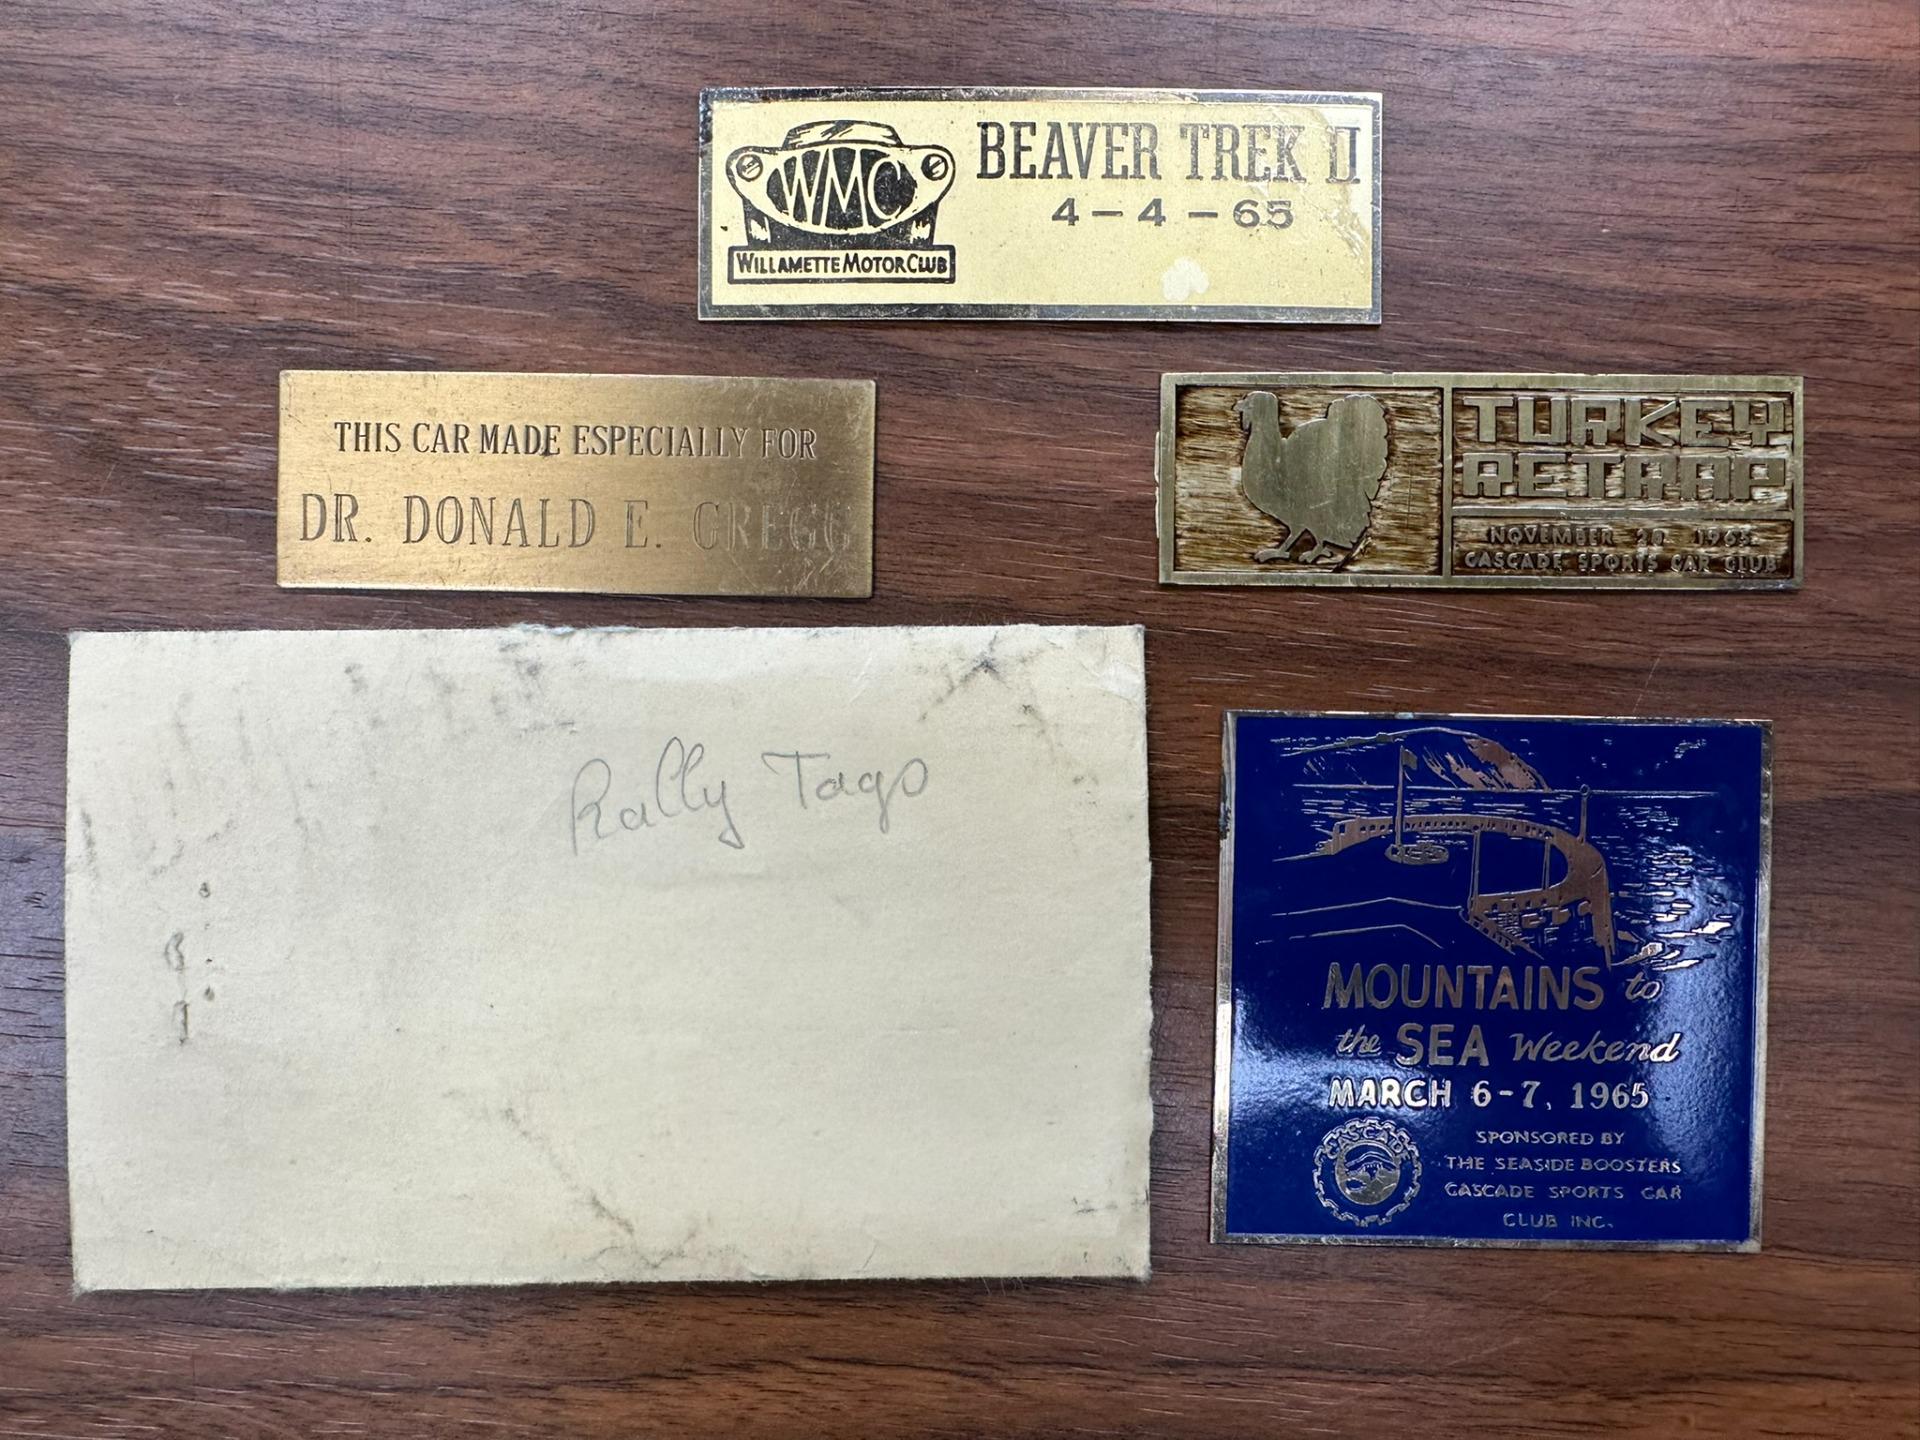 WMC
WILLAMETTE MOTOR CLUB
BEAVER TREK II
4-4-65
THIS CAR MADE ESPECIALLY FOR
DR. DONALD E. GREGG
TURKEY
RETRAP
NOVEMBER 28 1965
CASCADE SPORTS CAR CLUB
Rally Tags
MOUNTAINS to
the SEA Weekend
MARCH 6-7, 1965
CASCADE
SPONSORED BY
THE SEASIDE BOOSTERS
CASCADE SPORTS CAR
CLUB INC.